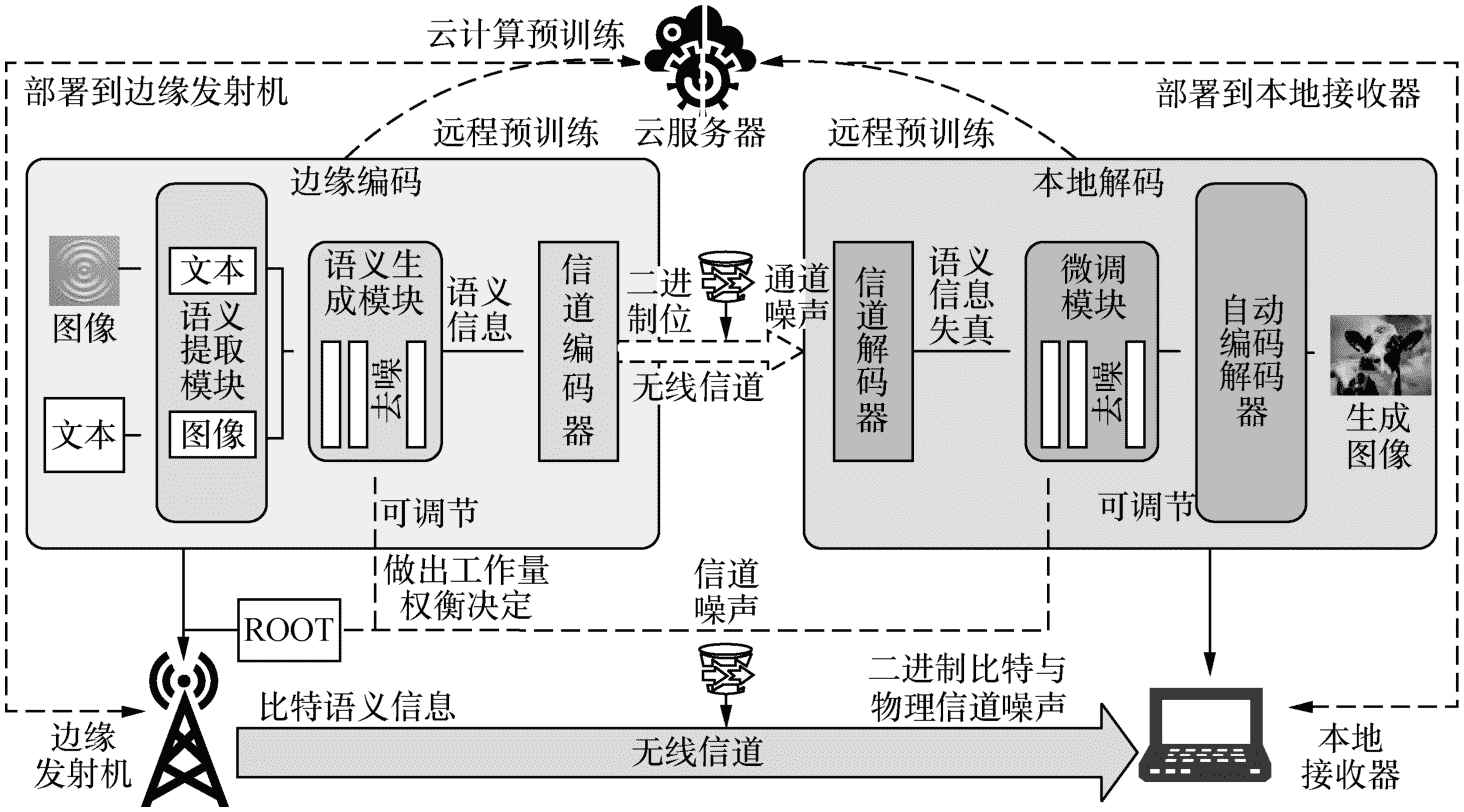 云计算预训练
部署到边缘发射机
部署到本地接收器
远程预训练
云服务器
远程预训练
边缘编码
本地解码
图像
文本
文本
语义
提取
模块
图像
语义生
成模块
去噪
语义
信息
信
道
编
码
器
二进
制位
通道
噪声
无线信道
信
道
解
码
器
语义
信息
失真
微调
模块
去噪
自动
编码
解码
器
生成
图像
可调节
可调节
做出工作量
权衡决定
信道
噪声
ROOT
比特语义信息
二进制比特与
物理信道噪声
无线信道
边缘
发射机
本地
接收器